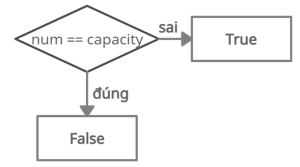 sai
num == capacity
True
đúng
False